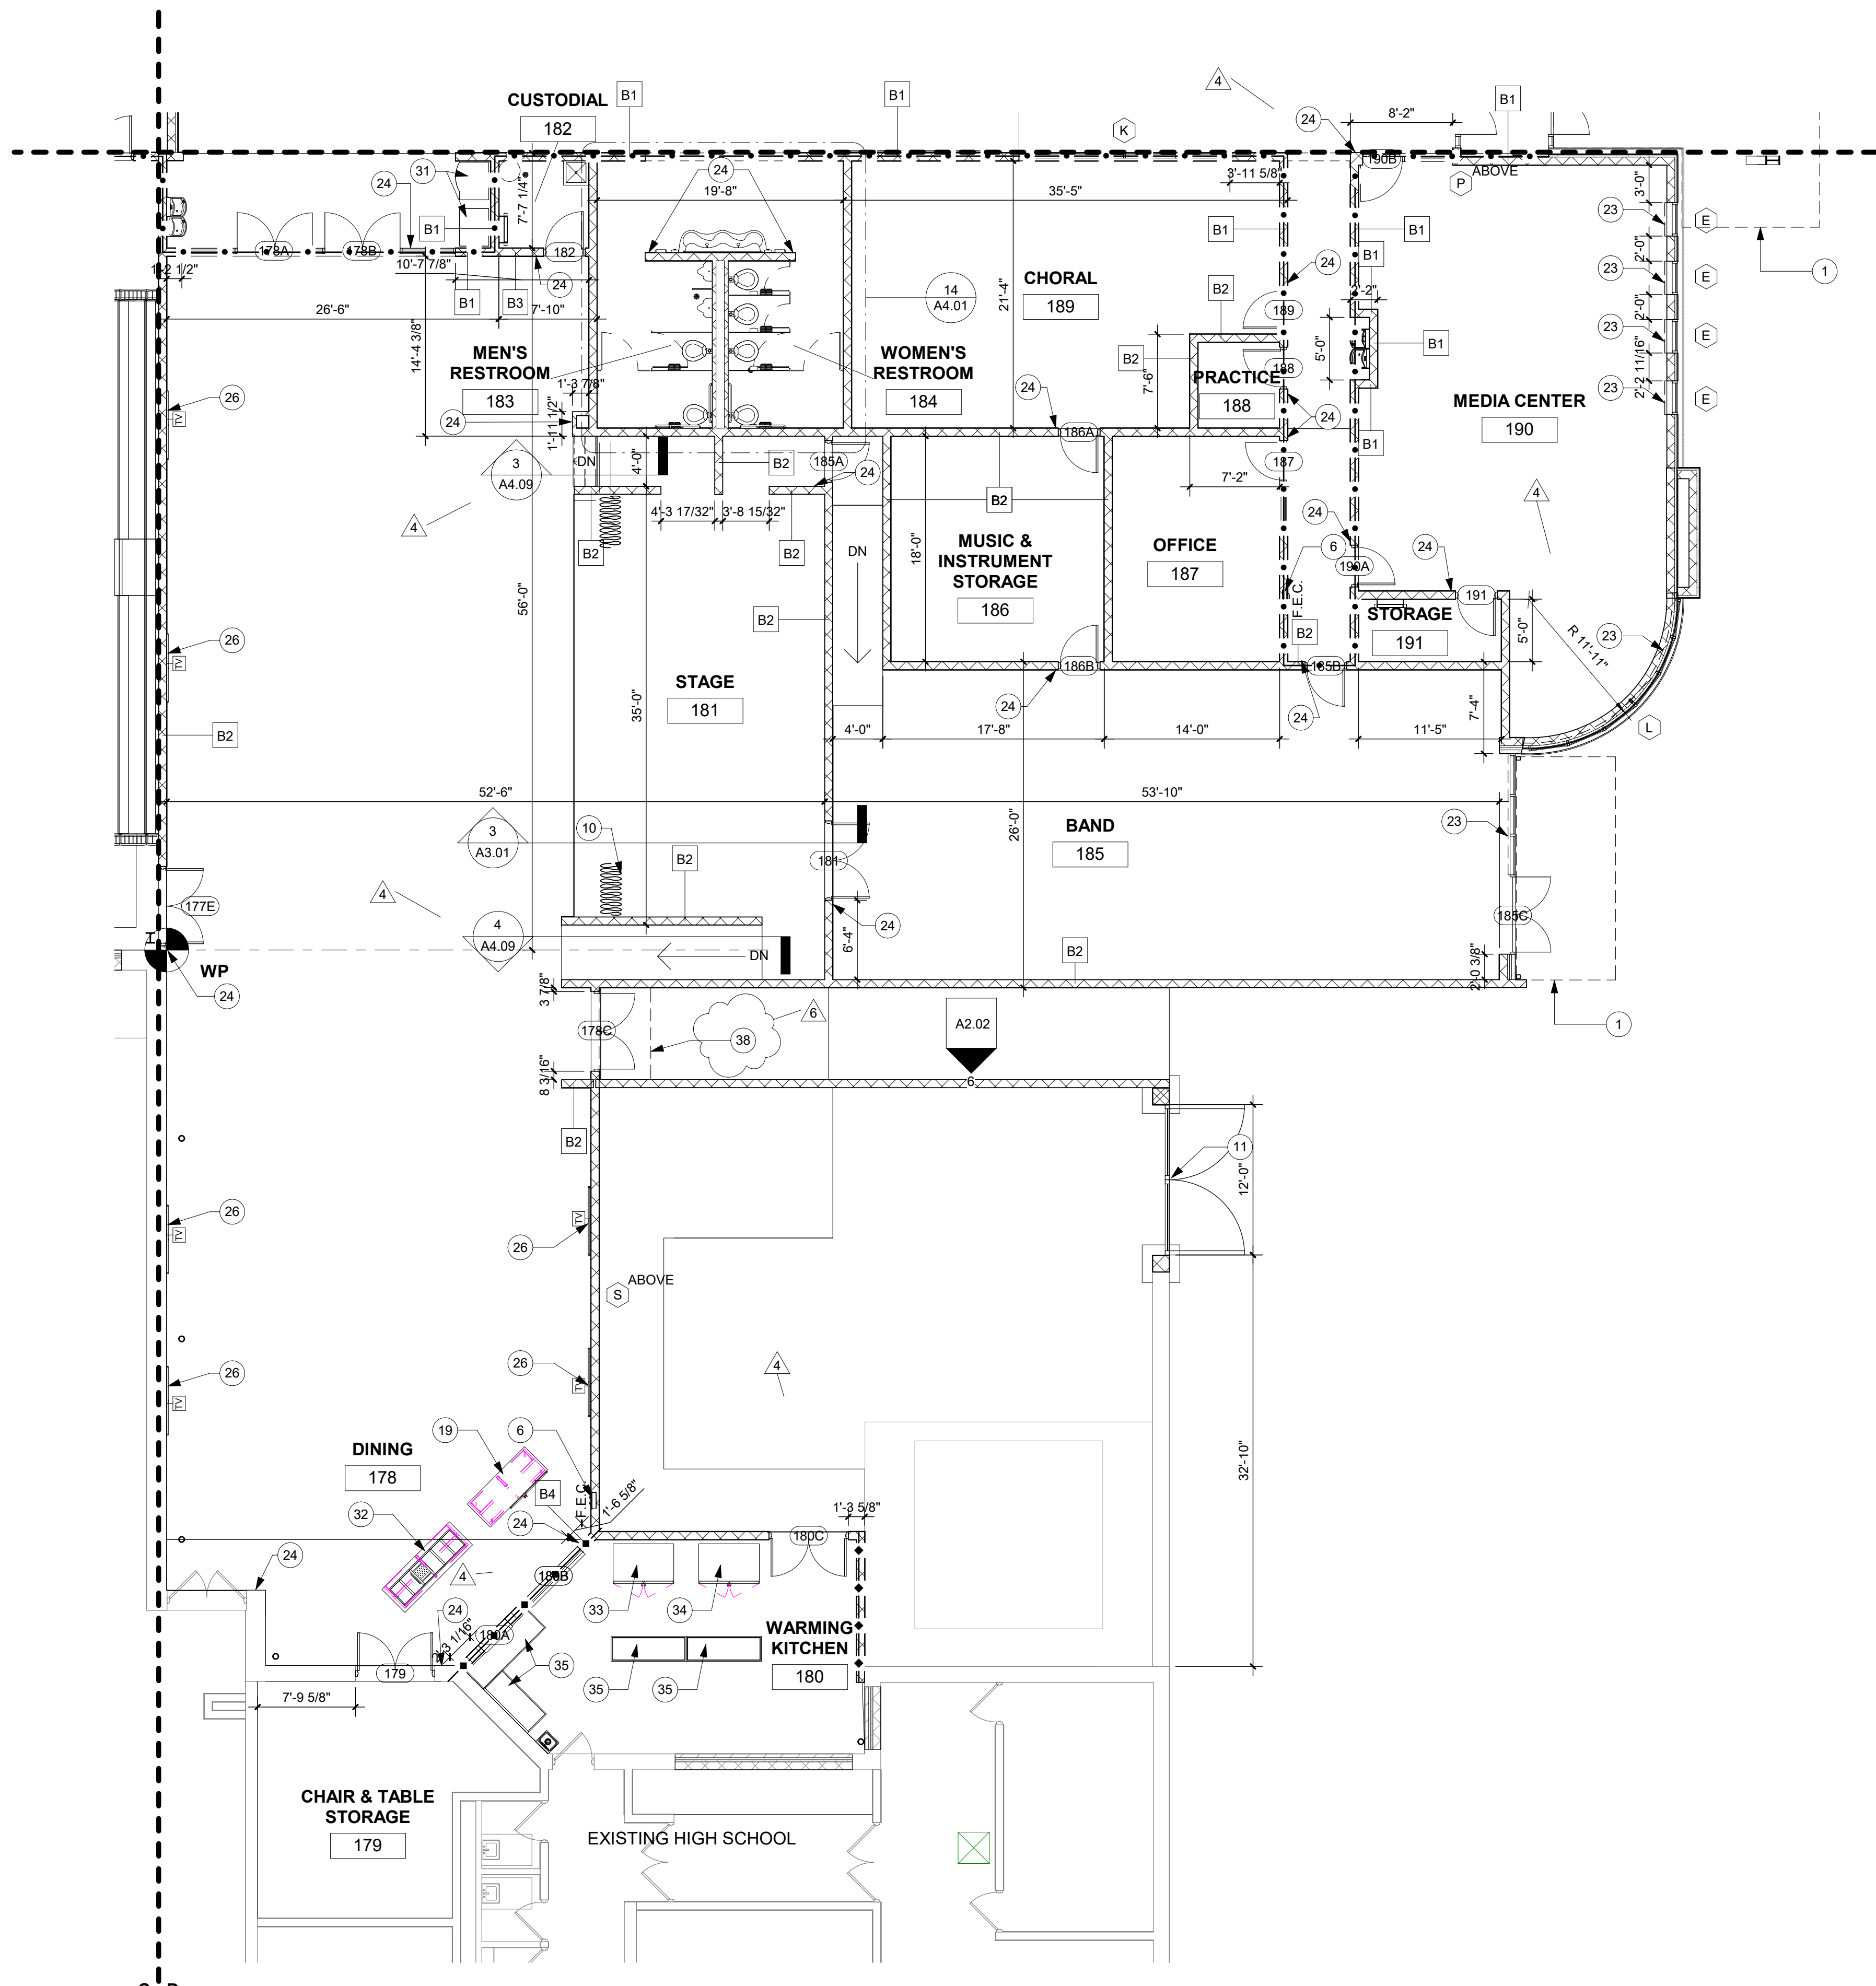 CUSTODIAL
182
B1
B1
4
K
24
8'-2"
B1
190B
P
ABOVE
24
31
7'-7 1/4"
24
19'-8"
3'-11 5/8"
35'-5"
3'-0"
23
E
B1
182
B1
B1
178A
178B
10'-7 7/8"
24
B1
B3
24
B1
2'-0"
23
E
1
26'-6"
7'-10"
14
A4.01
CHORAL
189
21'-4"
B2
189
5'-0"
B1
2'-0"
23
E
14'-4 3/8"
MEN'S
RESTROOM
183
WOMEN'S
RESTROOM
184
B2
7'-6"
188
PRACTICE
188
24
MEDIA CENTER
190
2'-2 11/16"
23
E
26
TV
1'-3 7/8"
24
1'-11 1/2"
24
186A
B1
3
A4.09
DN
4'-0"
B2
185A
24
187
7'-2"
4
4
4'-3 17/32"
3'-8 15/32"
B2
24
B2
B2
DN
18'-0"
MUSIC &
INSTRUMENT
STORAGE
186
OFFICE
187
6
24
190A
F.E.C.
191
STORAGE
191
5'-0"
R 11'-11"
23
56'-0"
B2
B2
26
TV
186B
185B
STAGE
181
35'-0"
24
24
7'-4"
L
B2
4'-0"
17'-8"
14'-0"
11'-5"
52'-6"
53'-10"
3
A3.01
10
B2
181
BAND
185
26'-0"
23
4
177E
4
A4.09
DN
24
6'-4"
B2
185C
2'-0 3/8"
WP
24
3 7/8"
178C
6
38
A2.02
6
1
8 3/16"
B2
11
12'-0"
26
TV
TV
26
S
ABOVE
26
TV
26
TV
4
DINING
178
19
6
B4
F.E.C.
1'-6 5/8"
32'-10"
32
24
1'-3 5/8"
180C
24
4
180B
33
34
24
180A
WARMING
KITCHEN
180
179
35
35
35
7'-9 5/8"
CHAIR & TABLE
STORAGE
179
EXISTING HIGH SCHOOL